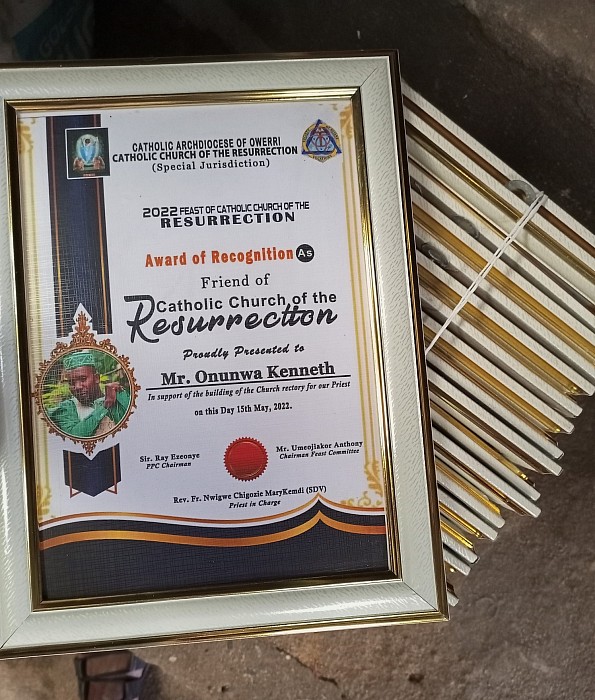 CATHOLIC ARCHDIOCESE OF OWERRI
CATHOLIC CHURCH OF THE RESURRECTION
(Special Jurisdiction)
2022 FEAST OF CATHOLIC CHURCH OF THE
RESURRECTION
Award of Recognition As
Friend of
Catholic Church of the
Resurrection
Proudly Presented to
Mr. Onunwa Kenneth
In support of the building of the Church rectory for our Priest
on this Day 15th May, 2022.
Sir. Ray Ezeonye
PPC Chairman
Mr. Umeojiakor Anthony
Chairman Feast Committee
Rev. Fr. Nwigwe Chigozie MaryKemdi (SDV)
Priest in Charge